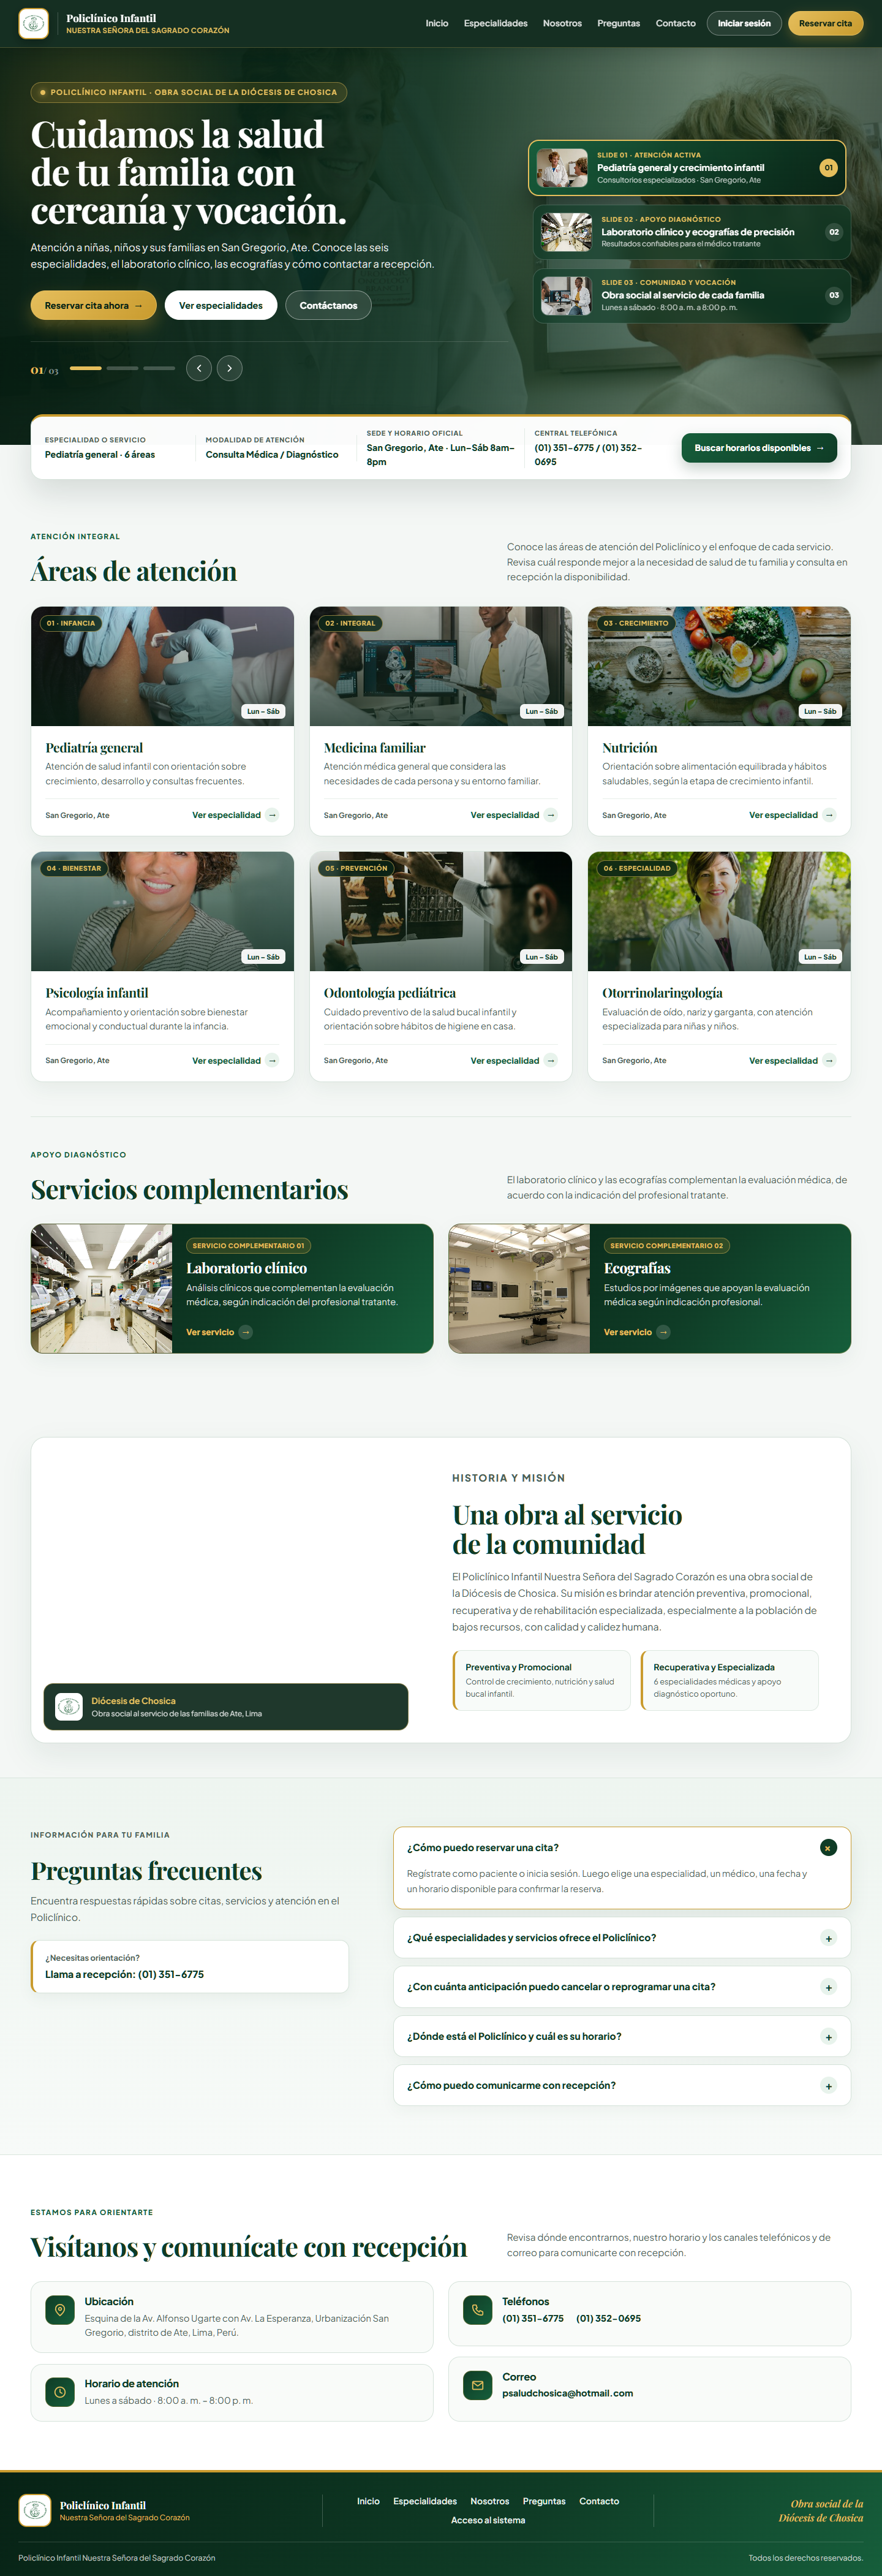 Policlínico Infantil
NUESTRA SEÑORA DEL SAGRADO CORAZÓN
Inicio
Especialidades
Nosotros
Preguntas
Contacto
Iniciar sesión
Reservar cita
POLICLÍNICO INFANTIL · OBRA SOCIAL DE LA DIÓCESIS DE CHOSICA
Cuidamos la salud
de tu familia con
cercanía y vocación.
Atención a niñas, niños y sus familias en San Gregorio, Ate. Conoce las seis
especialidades, el laboratorio clínico, las ecografías y cómo contactar a recepción.
Reservar cita ahora →
Ver especialidades
Contáctanos
01 / 03
SLIDE 01 · ATENCIÓN ACTIVA
Pediatría general y crecimiento infantil
Consultorios especializados · San Gregorio, Ate
01
SLIDE 02 · APOYO DIAGNÓSTICO
Laboratorio clínico y ecografías de precisión
Resultados confiables para el médico tratante
02
SLIDE 03 · COMUNIDAD Y VOCACIÓN
Obra social al servicio de cada familia
Lunes a sábado · 8:00 a. m. a 8:00 p. m.
03
ESPECIALIDAD O SERVICIO
Pediatría general · 6 áreas
MODALIDAD DE ATENCIÓN
Consulta Médica / Diagnóstico
SEDE Y HORARIO OFICIAL
San Gregorio, Ate · Lun–Sáb 8am–
8pm
CENTRAL TELEFÓNICA
(01) 351-6775 / (01) 352-
0695
Buscar horarios disponibles →
ATENCIÓN INTEGRAL
Áreas de atención
Conoce las áreas de atención del Policlínico y el enfoque de cada servicio.
Revisa cuál responde mejor a la necesidad de salud de tu familia y consulta en
recepción la disponibilidad.
01 · INFANCIA
Lun – Sáb
Pediatría general
Atención de salud infantil con orientación sobre
crecimiento, desarrollo y consultas frecuentes.
San Gregorio, Ate
Ver especialidad →
02 · INTEGRAL
Lun – Sáb
Medicina familiar
Atención médica general que considera las
necesidades de cada persona y su entorno familiar.
San Gregorio, Ate
Ver especialidad →
03 · CRECIMIENTO
Lun – Sáb
Nutrición
Orientación sobre alimentación equilibrada y hábitos
saludables, según la etapa de crecimiento infantil.
San Gregorio, Ate
Ver especialidad →
04 · BIENESTAR
Lun – Sáb
Psicología infantil
Acompañamiento y orientación sobre bienestar
emocional y conductual durante la infancia.
San Gregorio, Ate
Ver especialidad →
05 · PREVENCIÓN
Lun – Sáb
Odontología pediátrica
Cuidado preventivo de la salud bucal infantil y
orientación sobre hábitos de higiene en casa.
San Gregorio, Ate
Ver especialidad →
06 · ESPECIALIDAD
Lun – Sáb
Otorrinolaringología
Evaluación de oído, nariz y garganta, con atención
especializada para niñas y niños.
San Gregorio, Ate
Ver especialidad →
APOYO DIAGNÓSTICO
Servicios complementarios
El laboratorio clínico y las ecografías complementan la evaluación médica, de
acuerdo con la indicación del profesional tratante.
SERVICIO COMPLEMENTARIO 01
Laboratorio clínico
Análisis clínicos que complementan la evaluación
médica, según indicación del profesional tratante.
Ver servicio →
SERVICIO COMPLEMENTARIO 02
Ecografías
Estudios por imágenes que apoyan la evaluación
médica según indicación profesional.
Ver servicio →
Diócesis de Chosica
Obra social al servicio de las familias de Ate, Lima
HISTORIA Y MISIÓN
Una obra al servicio
de la comunidad
El Policlínico Infantil Nuestra Señora del Sagrado Corazón es una obra social de
la Diócesis de Chosica. Su misión es brindar atención preventiva, promocional,
recuperativa y de rehabilitación especializada, especialmente a la población de
bajos recursos, con calidad y calidez humana.
Preventiva y Promocional
Control de crecimiento, nutrición y salud
bucal infantil.
Recuperativa y Especializada
6 especialidades médicas y apoyo
diagnóstico oportuno.
INFORMACIÓN PARA TU FAMILIA
Preguntas frecuentes
Encuentra respuestas rápidas sobre citas, servicios y atención en el
Policlínico.
¿Necesitas orientación?
Llama a recepción: (01) 351-6775
¿Cómo puedo reservar una cita?
Regístrate como paciente o inicia sesión. Luego elige una especialidad, un médico, una fecha y
un horario disponible para confirmar la reserva.
¿Qué especialidades y servicios ofrece el Policlínico?
+
¿Con cuánta anticipación puedo cancelar o reprogramar una cita?
+
¿Dónde está el Policlínico y cuál es su horario?
+
¿Cómo puedo comunicarme con recepción?
+
ESTAMOS PARA ORIENTARTE
Visítanos y comunícate con recepción
Revisa dónde encontrarnos, nuestro horario y los canales telefónicos y de
correo para comunicarte con recepción.
Ubicación
Esquina de la Av. Alfonso Ugarte con Av. La Esperanza, Urbanización San
Gregorio, distrito de Ate, Lima, Perú.
Teléfonos
(01) 351-6775 (01) 352-0695
Horario de atención
Lunes a sábado · 8:00 a. m. – 8:00 p. m.
Correo
psaludchosica@hotmail.com
Policlínico Infantil
Nuestra Señora del Sagrado Corazón
Inicio
Especialidades
Nosotros
Preguntas
Contacto
Acceso al sistema
Obra social de la
Diócesis de Chosica
Policlínico Infantil Nuestra Señora del Sagrado Corazón
Todos los derechos reservados.